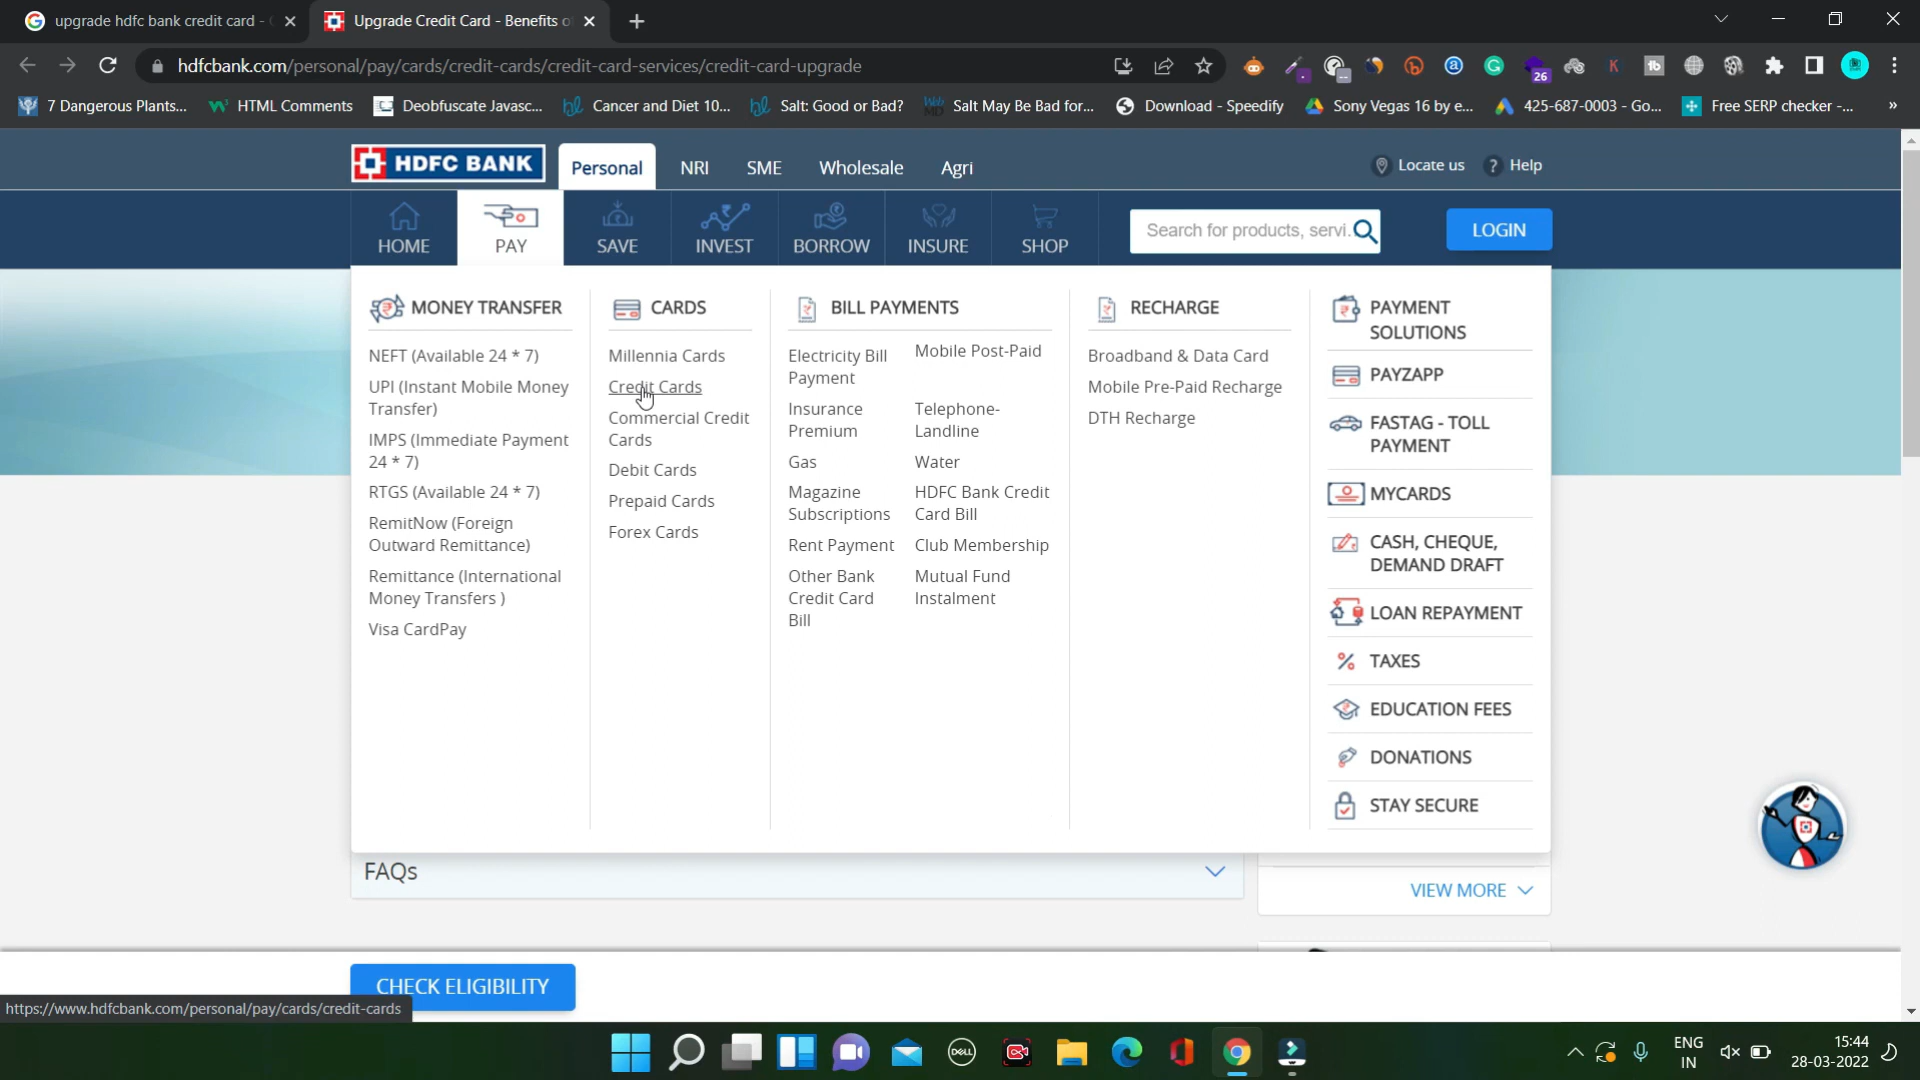 upgrade hdfc bank credit card -
Upgrade Credit Card - Benefits o
hdfcbank.com/personal/pay/cards/credit-cards/credit-card-services/credit-card-upgrade
26
7 Dangerous Plants...
HTML Comments
Deobfuscate Javasc...
Cancer and Diet 10...
Salt: Good or Bad?
Salt May Be Bad for...
Download - Speedify
Sony Vegas 16 by e...
425-687-0003 - Go...
Free SERP checker -...
»
HDFC BANK
Personal
NRI
SME
Wholesale
Agri
Locate us
? Help
HOME
PAY
SAVE
INVEST
BORROW
INSURE
SHOP
Search for products, servi.
LOGIN
MONEY TRANSFER
NEFT (Available 24 * 7)
UPI (Instant Mobile Money
Transfer)
IMPS (Immediate Payment
24 * 7)
RTGS (Available 24 * 7)
RemitNow (Foreign
Outward Remittance)
Remittance (International
Money Transfers )
Visa CardPay
CARDS
Millennia Cards
Credit Cards
Commercial Credit
Cards
Debit Cards
Prepaid Cards
Forex Cards
BILL PAYMENTS
Electricity Bill
Payment
Insurance
Premium
Gas
Magazine
Subscriptions
Rent Payment
Other Bank
Credit Card
Bill
Mobile Post-Paid
Telephone-
Landline
Water
HDFC Bank Credit
Card Bill
Club Membership
Mutual Fund
Instalment
RECHARGE
Broadband & Data Card
Mobile Pre-Paid Recharge
DTH Recharge
PAYMENT
SOLUTIONS
PAYZAPP
FASTAG - TOLL
PAYMENT
MYCARDS
CASH, CHEQUE,
DEMAND DRAFT
LOAN REPAYMENT
TAXES
EDUCATION FEES
DONATIONS
STAY SECURE
FAQs
VIEW MORE
CHECK ELIGIBILITY
https://www.hdfcbank.com/personal/pay/cards/credit-cards
DELL
ENG
IN
15:44
28-03-2022